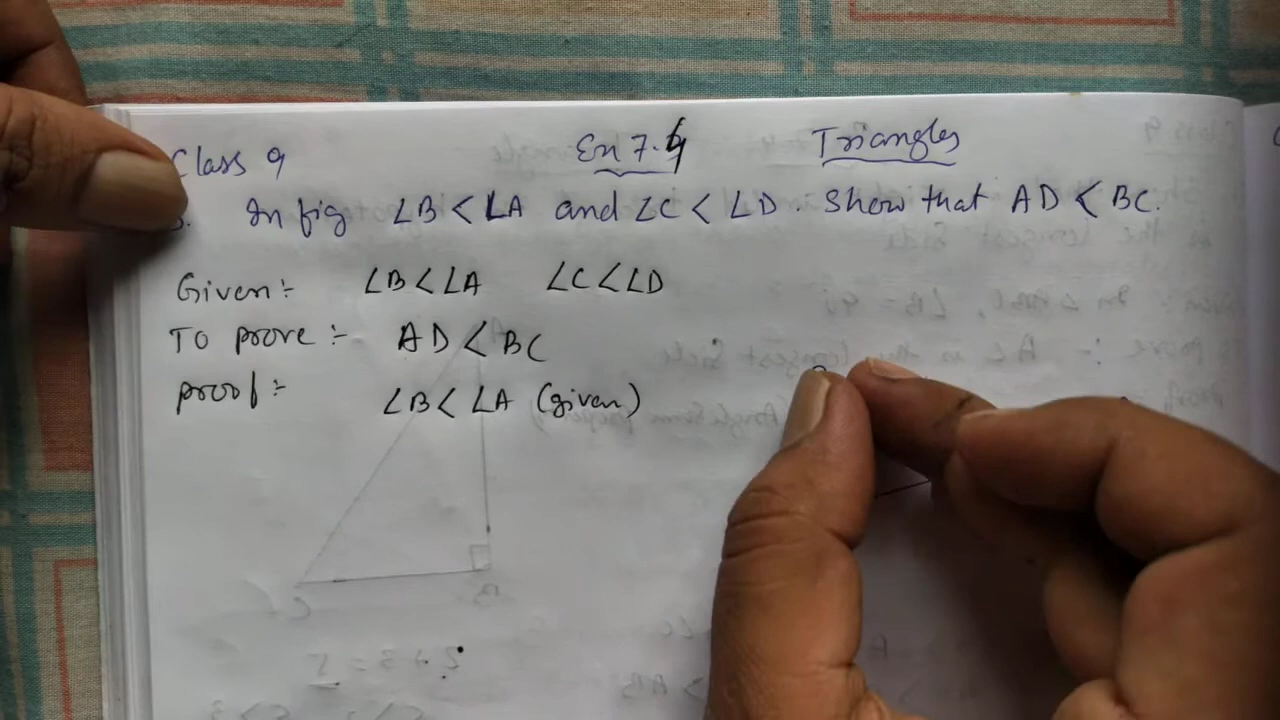 Class 9 Ex 7.4 Triangles
3. In fig ∠B < ∠A and ∠C < ∠D. Show that AD < BC.
Given:- ∠B < ∠A ∠C < ∠D
To prove :- AD < BC
proof:- ∠B < ∠A (given)